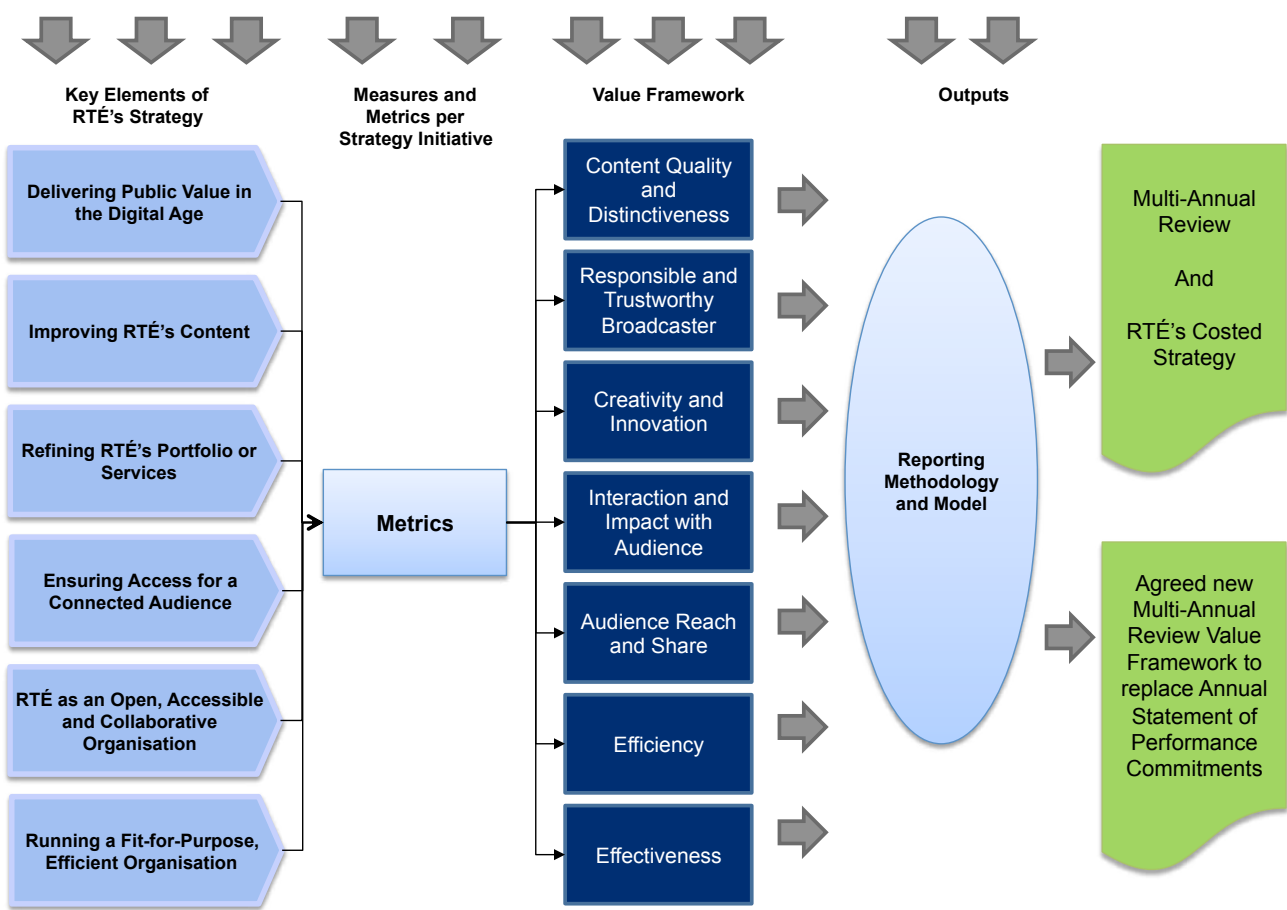 Key Elements of
RTÉ's Strategy
Measures and
Metrics per
Strategy Initiative
Value Framework
Outputs
Delivering Public Value in
the Digital Age
Improving RTÉ's Content
Refining RTÉ's Portfolio or
Services
Ensuring Access for a
Connected Audience
RTÉ as an Open, Accessible
and Collaborative
Organisation
Running a Fit-for-Purpose,
Efficient Organisation
Metrics
Content Quality
and
Distinctiveness
Responsible and
Trustworthy
Broadcaster
Creativity and
Innovation
Interaction and
Impact with
Audience
Audience Reach
and Share
Efficiency
Effectiveness
Reporting
Methodology
and Model
Multi-Annual
Review
And
RTÉ's Costed
Strategy
Agreed new
Multi-Annual
Review Value
Framework to
replace Annual
Statement of
Performance
Commitments